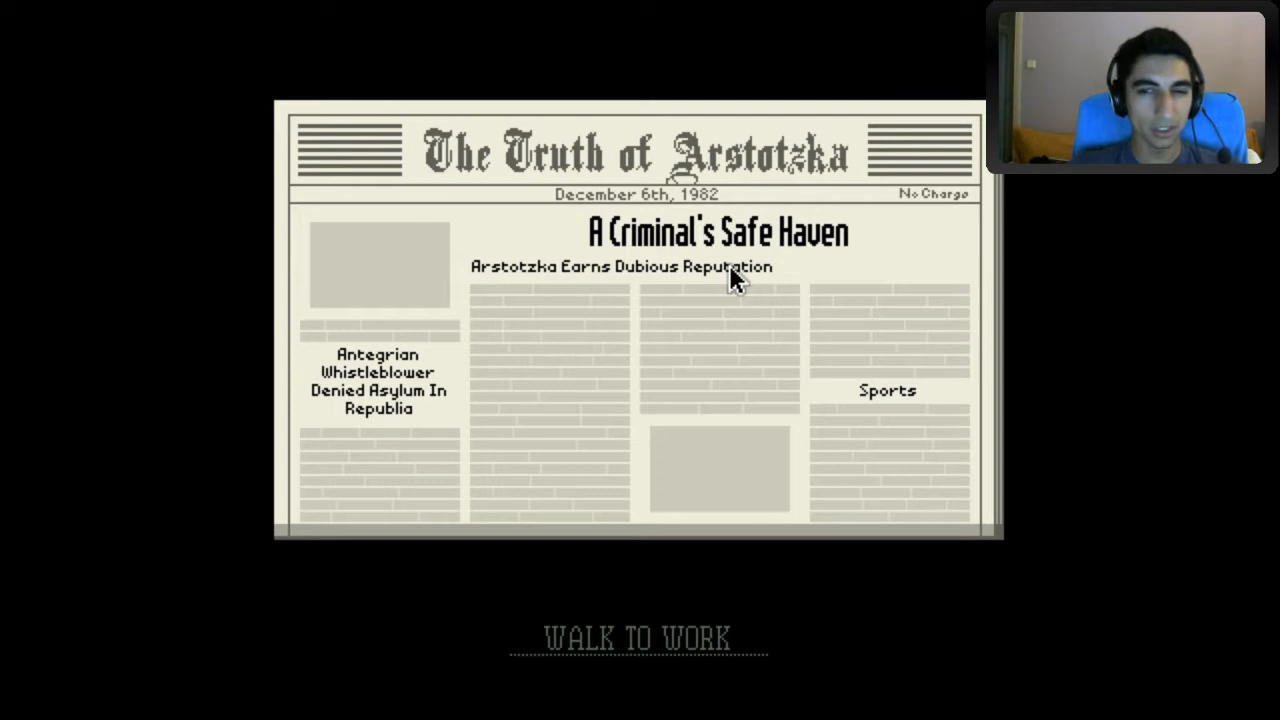 The Truth of Arstotzka
December 6th, 1982
No Charge
A Criminal's Safe Haven
Arstotzka Earns Dubious Reputation
Antegrian
Whistleblower
Denied Asylum In
Republia
Sports
WALK TO WORK